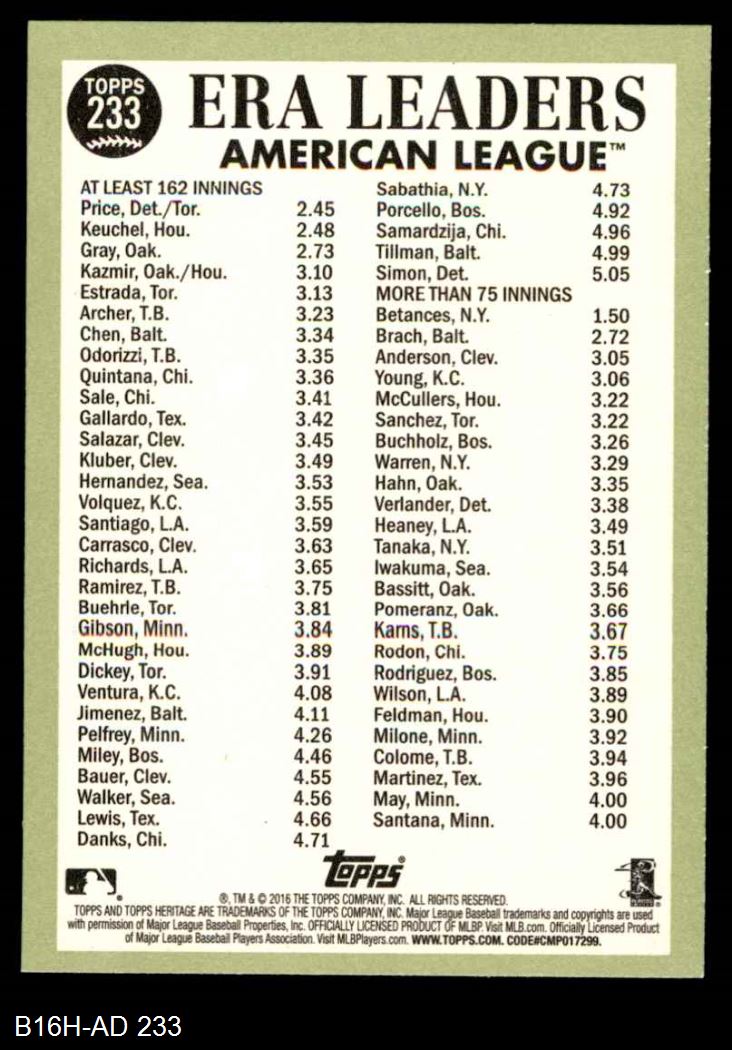 TOPPS
233
ERA LEADERS
AMERICAN LEAGUE™
AT LEAST 162 INNINGS
Price, Det./Tor. 2.45
Keuchel, Hou. 2.48
Gray, Oak. 2.73
Kazmir, Oak./Hou. 3.10
Estrada, Tor. 3.13
Archer, T.B. 3.23
Chen, Balt. 3.34
Odorizzi, T.B. 3.35
Quintana, Chi. 3.36
Sale, Chi. 3.41
Gallardo, Tex. 3.42
Salazar, Clev. 3.45
Kluber, Clev. 3.49
Hernandez, Sea. 3.53
Volquez, K.C. 3.55
Santiago, L.A. 3.59
Carrasco, Clev. 3.63
Richards, L.A. 3.65
Ramirez, T.B. 3.75
Buehrle, Tor. 3.81
Gibson, Minn. 3.84
McHugh, Hou. 3.89
Dickey, Tor. 3.91
Ventura, K.C. 4.08
Jimenez, Balt. 4.11
Pelfrey, Minn. 4.26
Miley, Bos. 4.46
Bauer, Clev. 4.55
Walker, Sea. 4.56
Lewis, Tex. 4.66
Danks, Chi. 4.71
Sabathia, N.Y. 4.73
Porcello, Bos. 4.92
Samardzija, Chi. 4.96
Tillman, Balt. 4.99
Simon, Det. 5.05
MORE THAN 75 INNINGS
Betances, N.Y. 1.50
Brach, Balt. 2.72
Anderson, Clev. 3.05
Young, K.C. 3.06
McCullers, Hou. 3.22
Sanchez, Tor. 3.22
Buchholz, Bos. 3.26
Warren, N.Y. 3.29
Hahn, Oak. 3.35
Verlander, Det. 3.38
Heaney, L.A. 3.49
Tanaka, N.Y. 3.51
Iwakuma, Sea. 3.54
Bassitt, Oak. 3.56
Pomeranz, Oak. 3.66
Karns, T.B. 3.67
Rodon, Chi. 3.75
Rodriguez, Bos. 3.85
Wilson, L.A. 3.89
Feldman, Hou. 3.90
Milone, Minn. 3.92
Colome, T.B. 3.94
Martinez, Tex. 3.96
May, Minn. 4.00
Santana, Minn. 4.00
topps®
®, TM & © 2016 THE TOPPS COMPANY, INC. ALL RIGHTS RESERVED.
TOPPS AND TOPPS HERITAGE ARE TRADEMARKS OF THE TOPPS COMPANY, INC. Major League Baseball trademarks and copyrights are used
with permission of Major League Baseball Properties, Inc. OFFICIALLY LICENSED PRODUCT OF MLBP. Visit MLB.com. Officially Licensed Product
of Major League Baseball Players Association. Visit MLBPlayers.com. WWW.TOPPS.COM. CODE#CMP017299.
B16H-AD 233